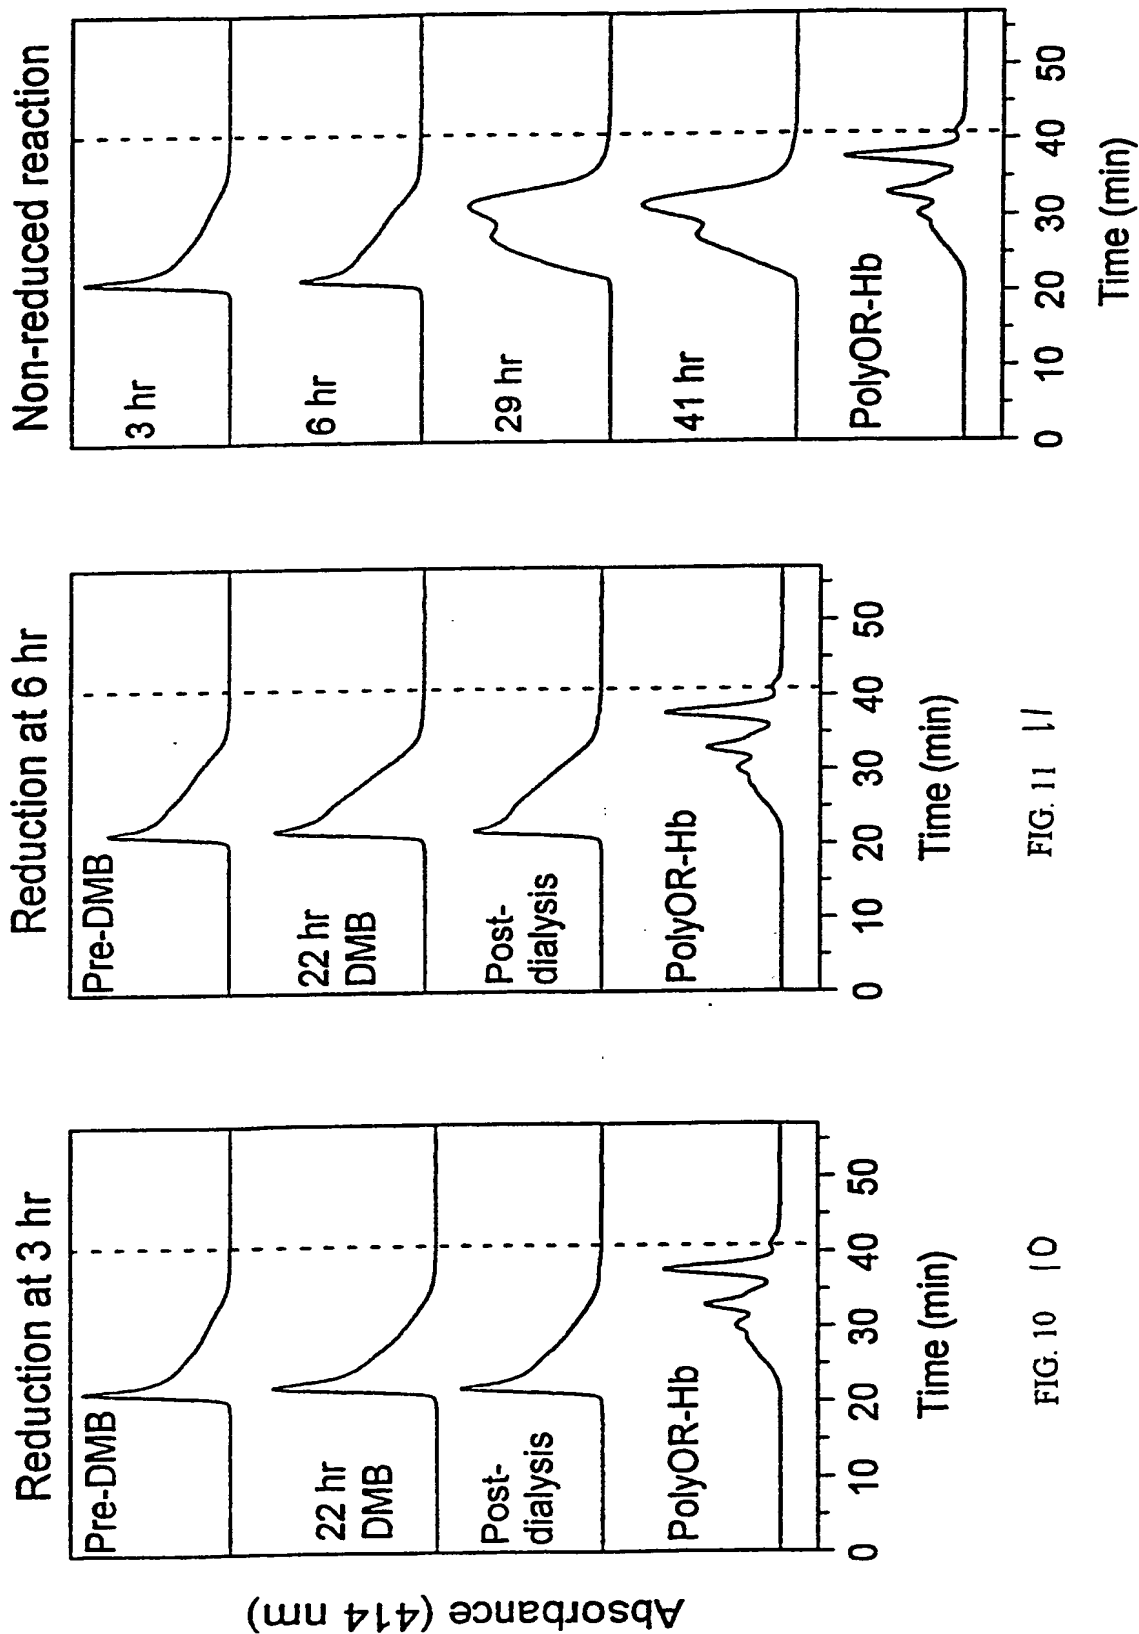 Absorbance (414 nm)
Reduction at 3 hr
Pre-DMB
22 hr
DMB
Post-
dialysis
PolyOR-Hb
0 10 20 30 40 50
Time (min)
FIG. 10 10
Reduction at 6 hr
Pre-DMB
22 hr
DMB
Post-
dialysis
PolyOR-Hb
0 10 20 30 40 50
Time (min)
FIG. 11 11
Non-reduced reaction
3 hr
6 hr
29 hr
41 hr
PolyOR-Hb
0 10 20 30 40 50
Time (min)